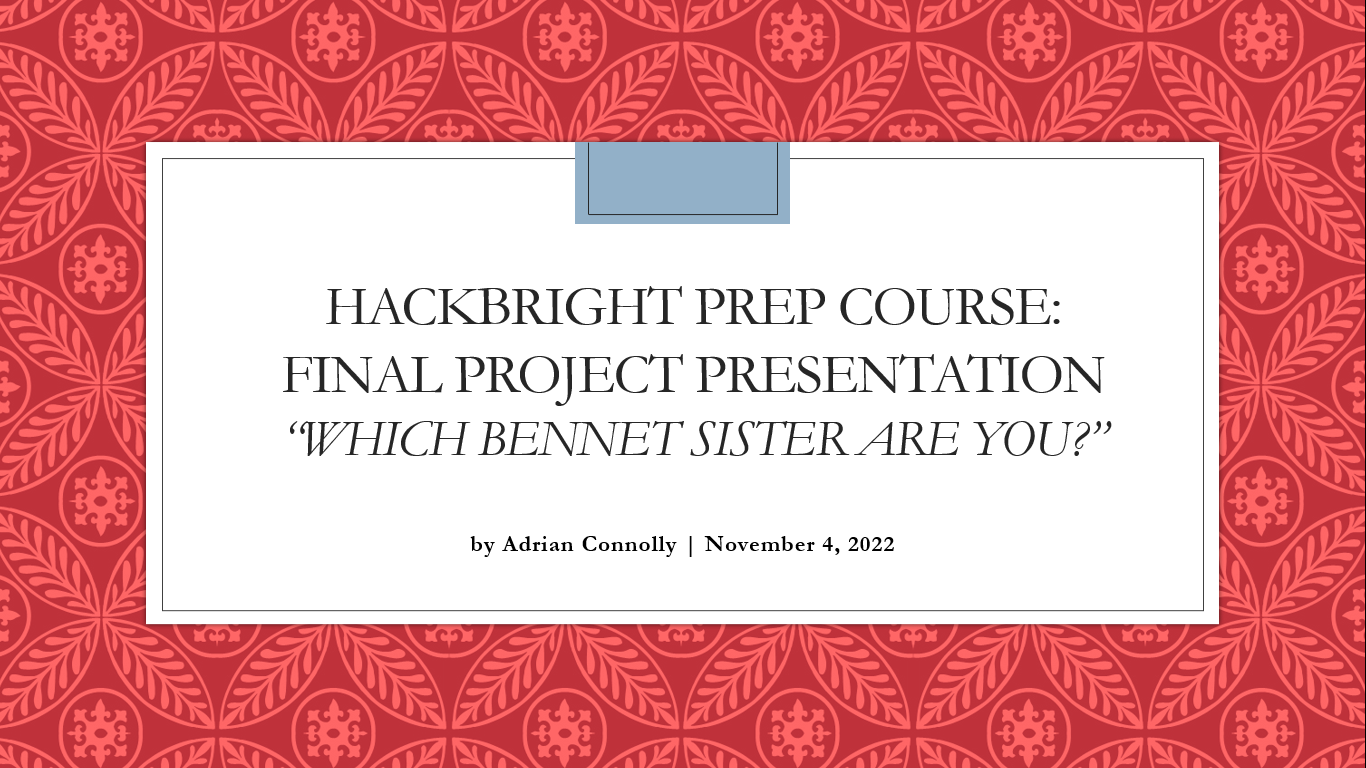 HACKBRIGHT PREP COURSE:
FINAL PROJECT PRESENTATION
“WHICH BENNET SISTER ARE YOU?”
by Adrian Connolly | November 4, 2022